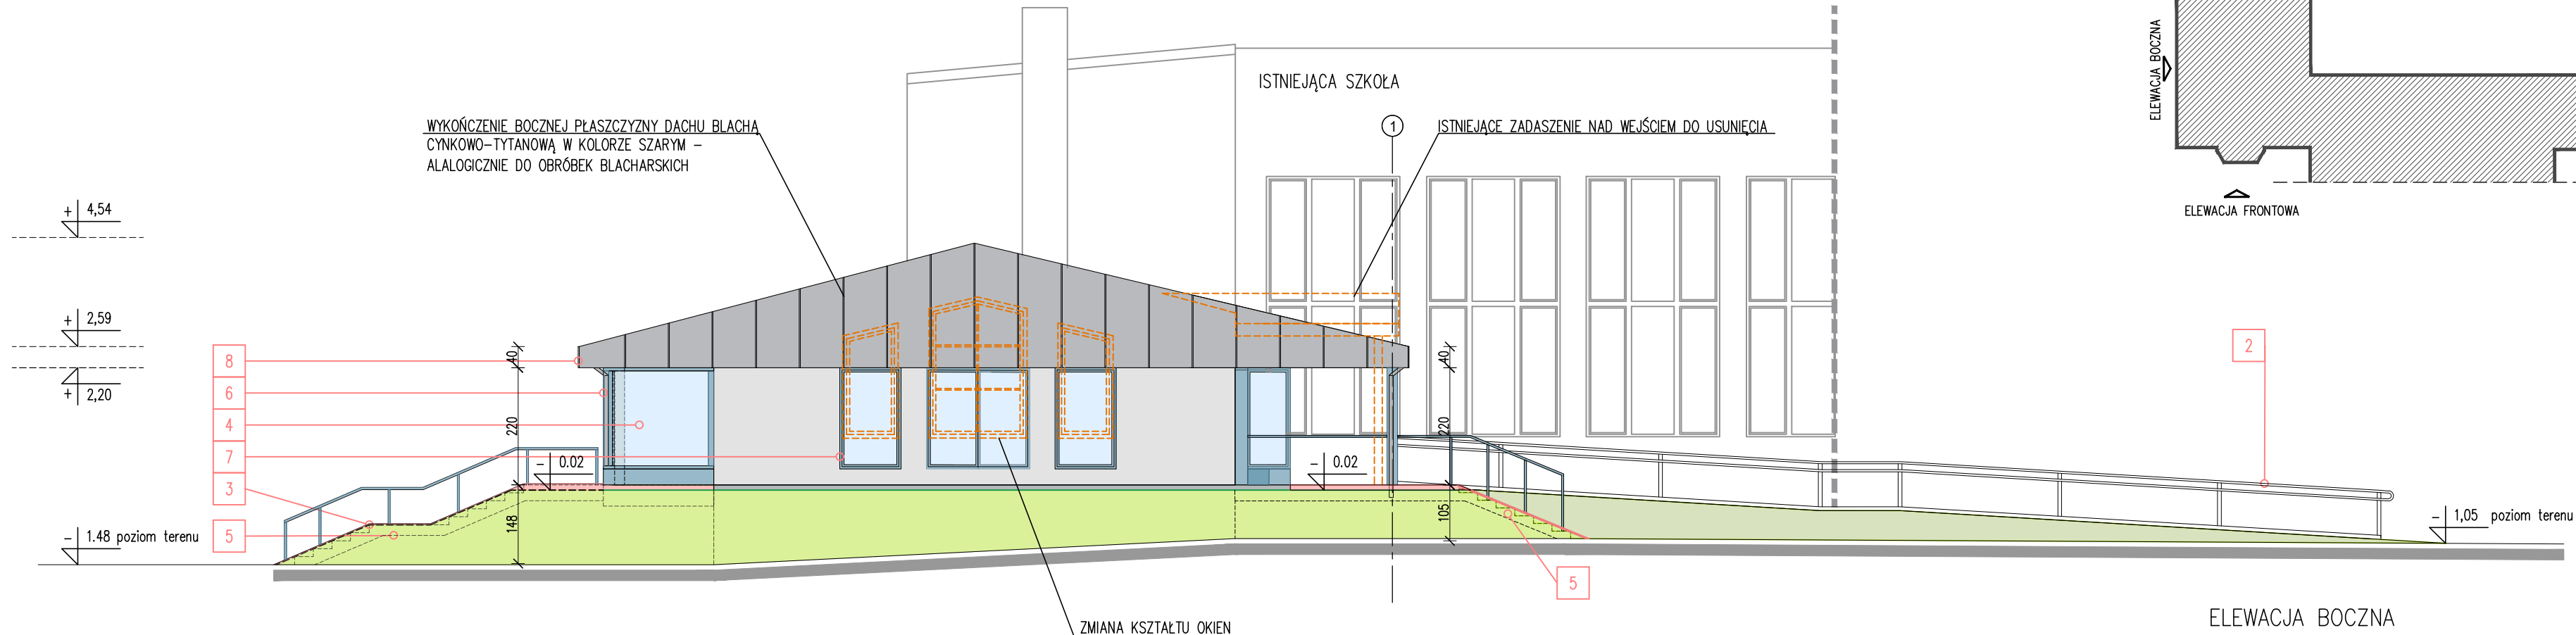 ISTNIEJĄCA SZKOŁA
WYKOŃCZENIE BOCZNEJ PŁASZCZYZNY DACHU BLACHĄ
CYNKOWO-TYTANOWĄ W KOLORZE SZARYM -
ALALOGICZNIE DO OBRÓBEK BLACHARSKICH
1
ISTNIEJĄCE ZADASZENIE NAD WEJŚCIEM DO USUNIĘCIA
ELEWACJA BOCZNA
ELEWACJA FRONTOWA
+ 4,54
+ 2,59
+ 2,20
8
6
4
7
3
5
40
220
148
- 0.02
- 0.02
40
220
105
2
- 1.48 poziom terenu
- 1,05 poziom terenu
5
ZMIANA KSZTAŁTU OKIEN
ELEWACJA BOCZNA